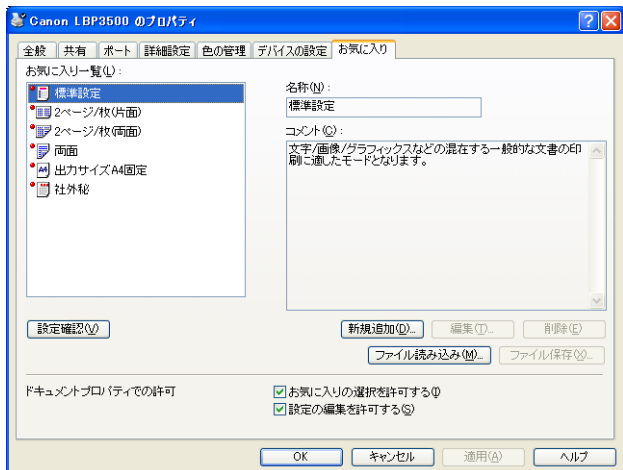 Canon LBP3500 のプロパティ
全般 共有 ポート 詳細設定 色の管理 デバイスの設定 お気に入り
お気に入り一覧(L):
標準設定
2ページ/枚(片面)
2ページ/枚(両面)
両面
出力サイズA4固定
社外秘
名称(N):
標準設定
コメント(C):
文字/画像/グラフィックスなどの混在する一般的な文書の印
刷に適したモードとなります。
設定確認(V)
新規追加(D)... 編集(T)... 削除(E)
ファイル読み込み(M)... ファイル保存(X)...
ドキュメントプロパティでの許可
お気に入りの選択を許可する(I)
設定の編集を許可する(S)
OK キャンセル 適用(A) ヘルプ